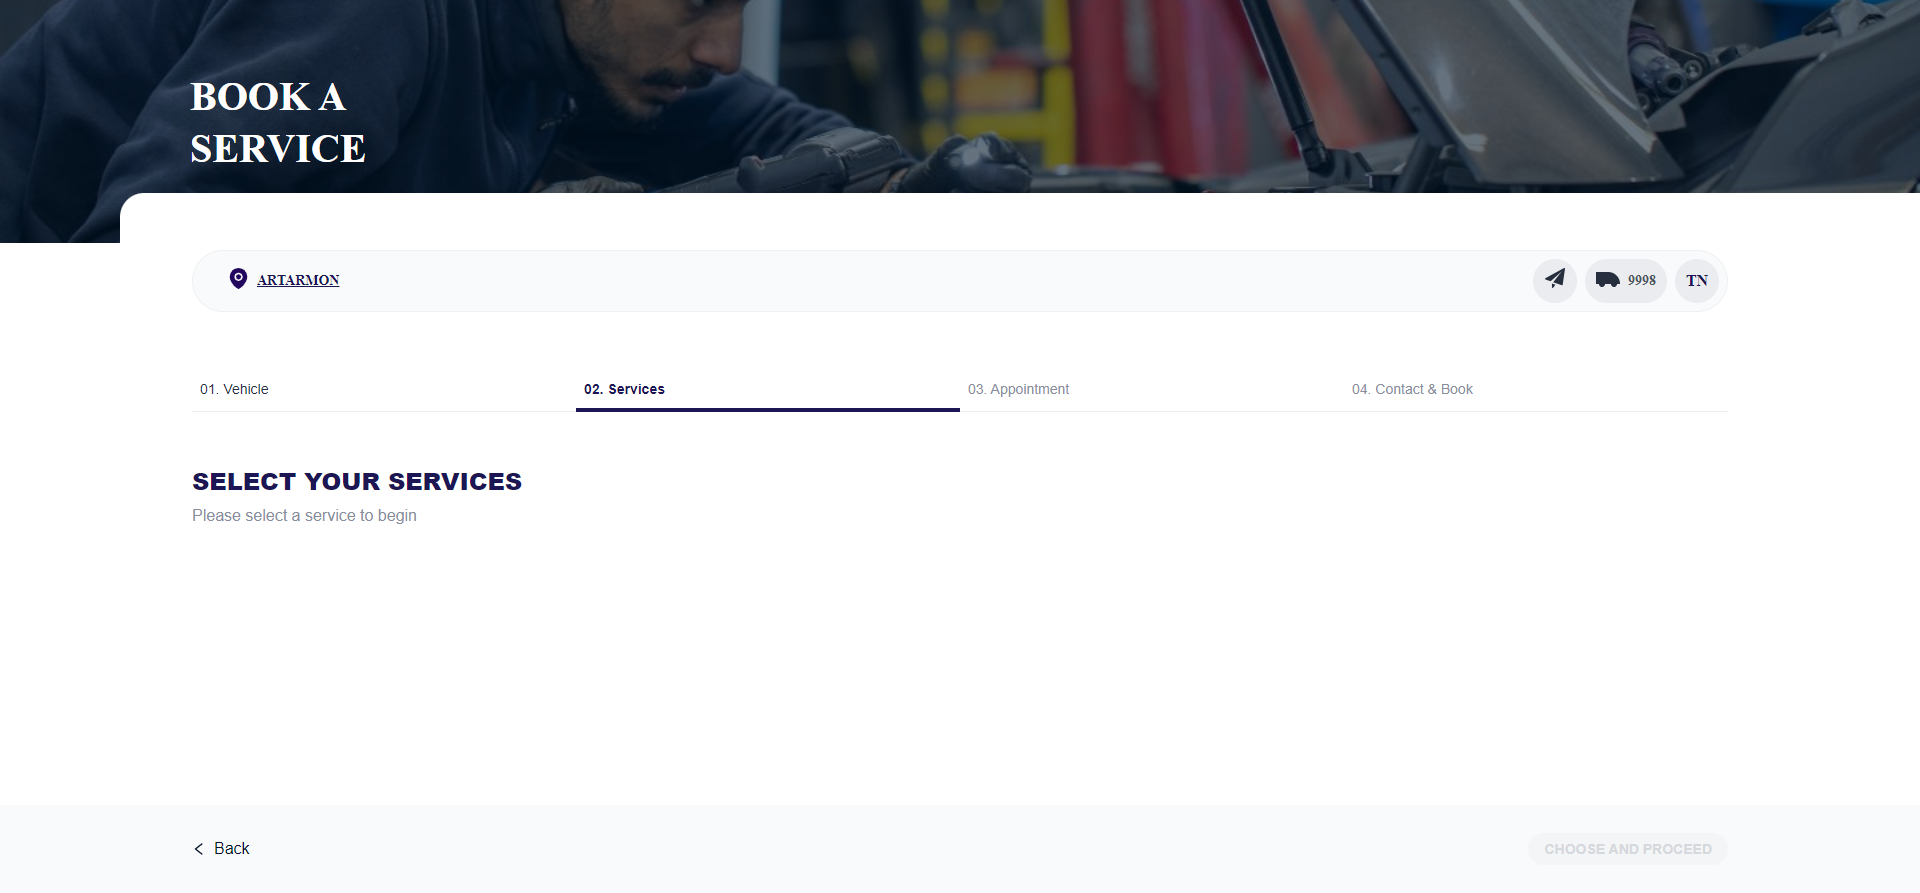 BOOK A
SERVICE
ARTARMON
9998
TN
01. Vehicle
02. Services
03. Appointment
04. Contact & Book
SELECT YOUR SERVICES
Please select a service to begin
Back
CHOOSE AND PROCEED